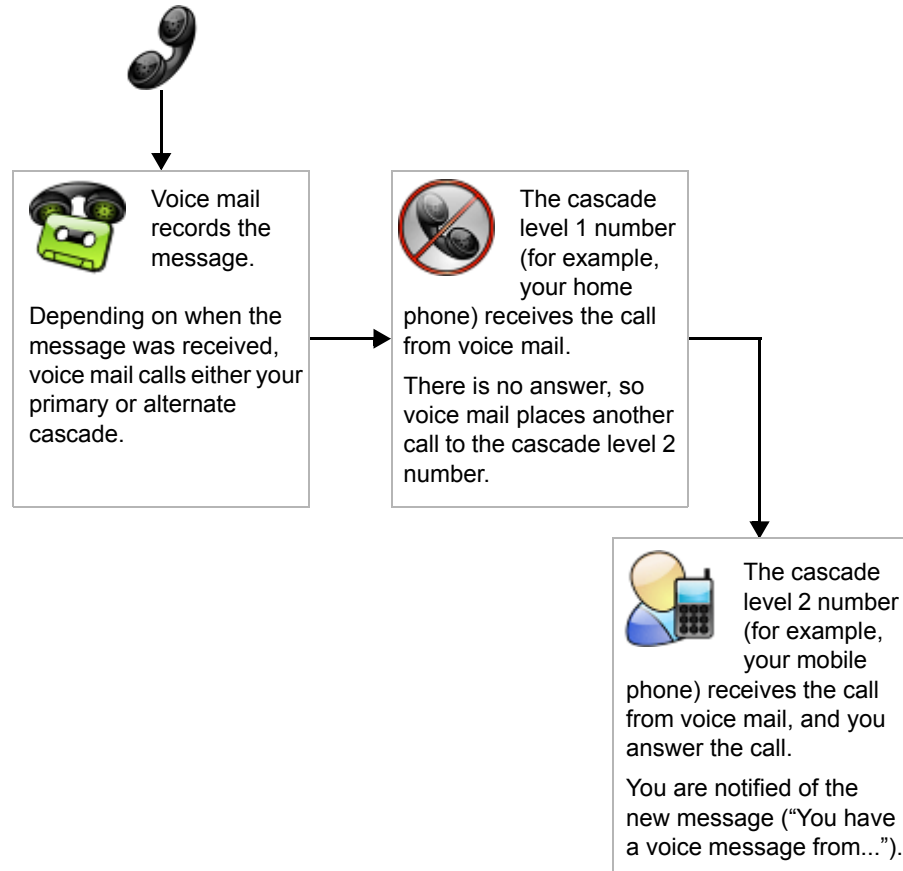 Voice mail
records the
message.
Depending on when the
message was received,
voice mail calls either your
primary or alternate
cascade.
The cascade
level 1 number
(for example,
your home
phone) receives the call
from voice mail.
There is no answer, so
voice mail places another
call to the cascade level 2
number.
The cascade
level 2 number
(for example,
your mobile
phone) receives the call
from voice mail, and you
answer the call.
You are notified of the
new message (“You have
a voice message from...”).